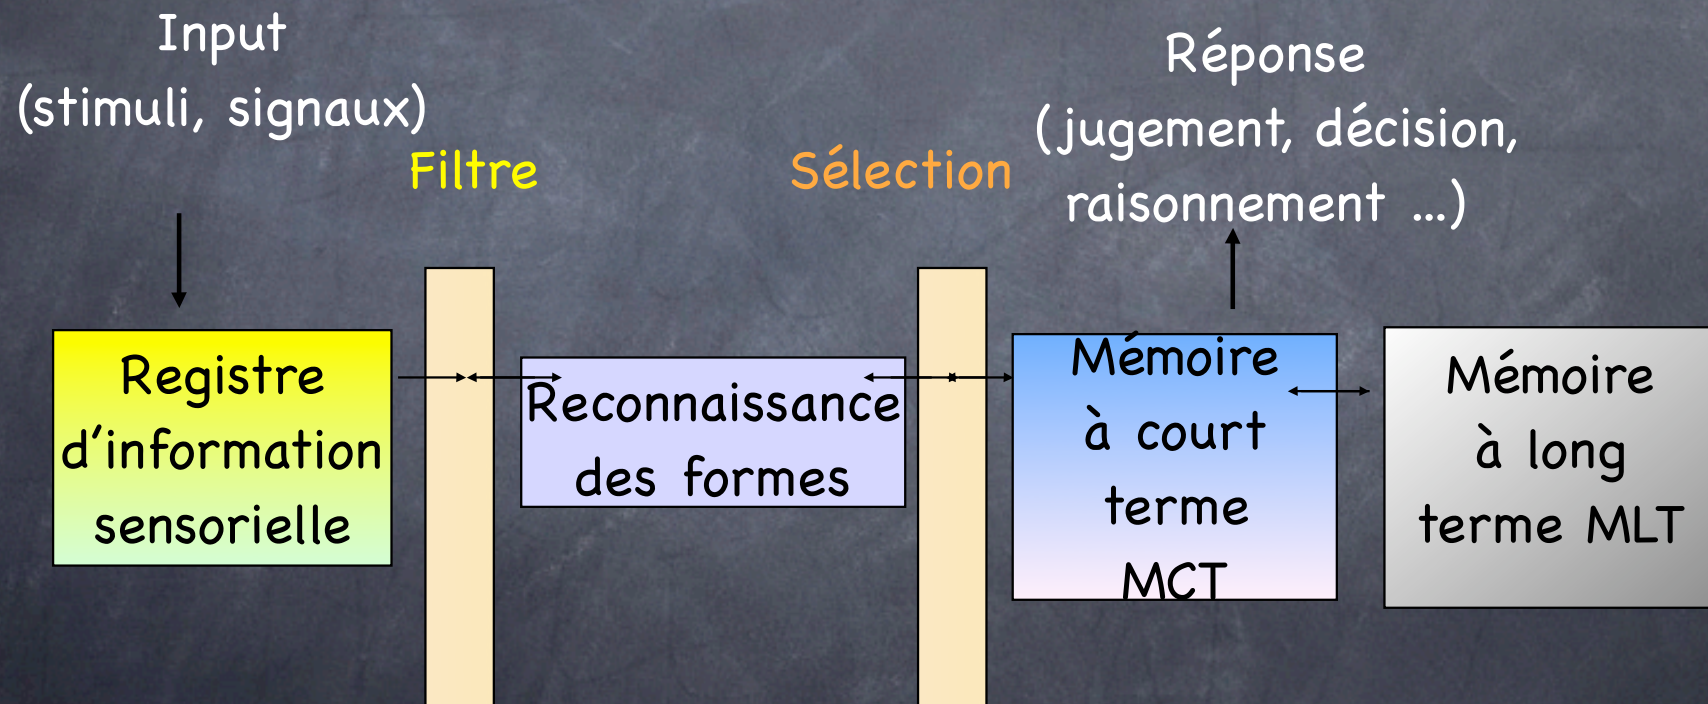 Input
(stimuli, signaux)
Filtre
Sélection
Réponse
(jugement, décision,
raisonnement ...)
Registre
d'information
sensorielle
Reconnaissance
des formes
Mémoire
à court
terme
MCT
Mémoire
à long
terme MLT